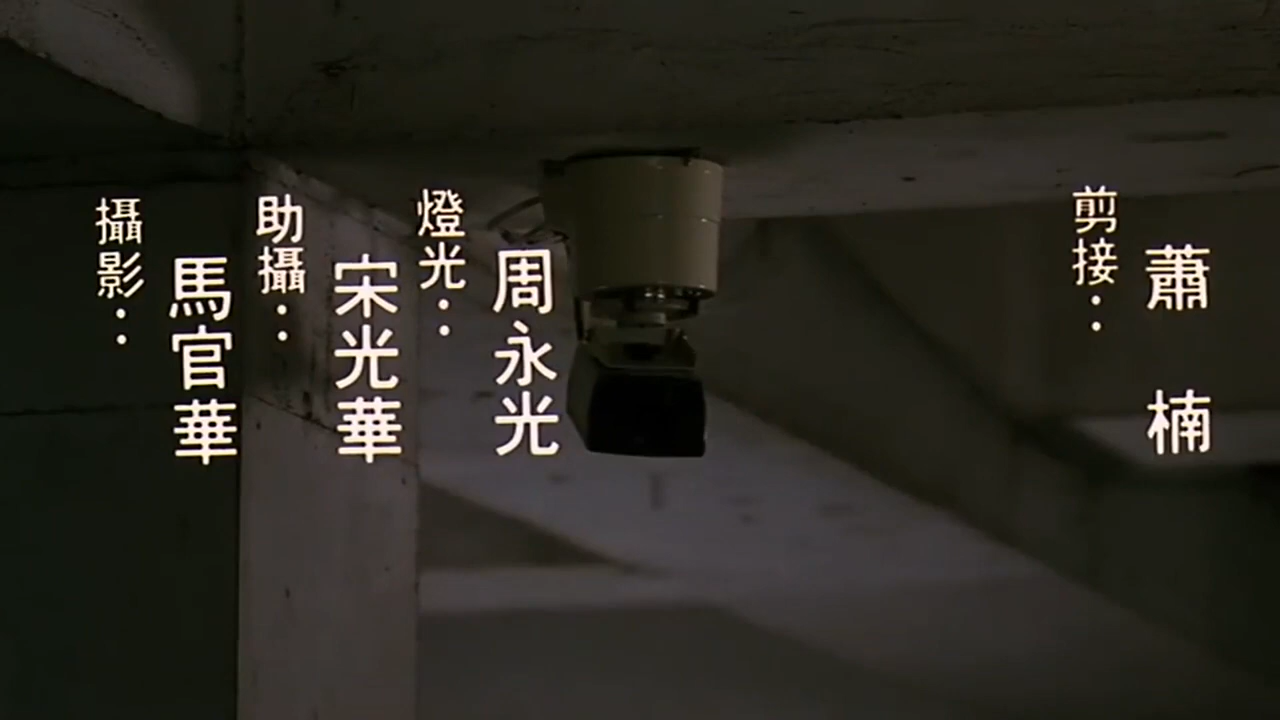 攝影：
馬官華
助攝：
宋光華
燈光：
周永光
剪接：
蕭楠